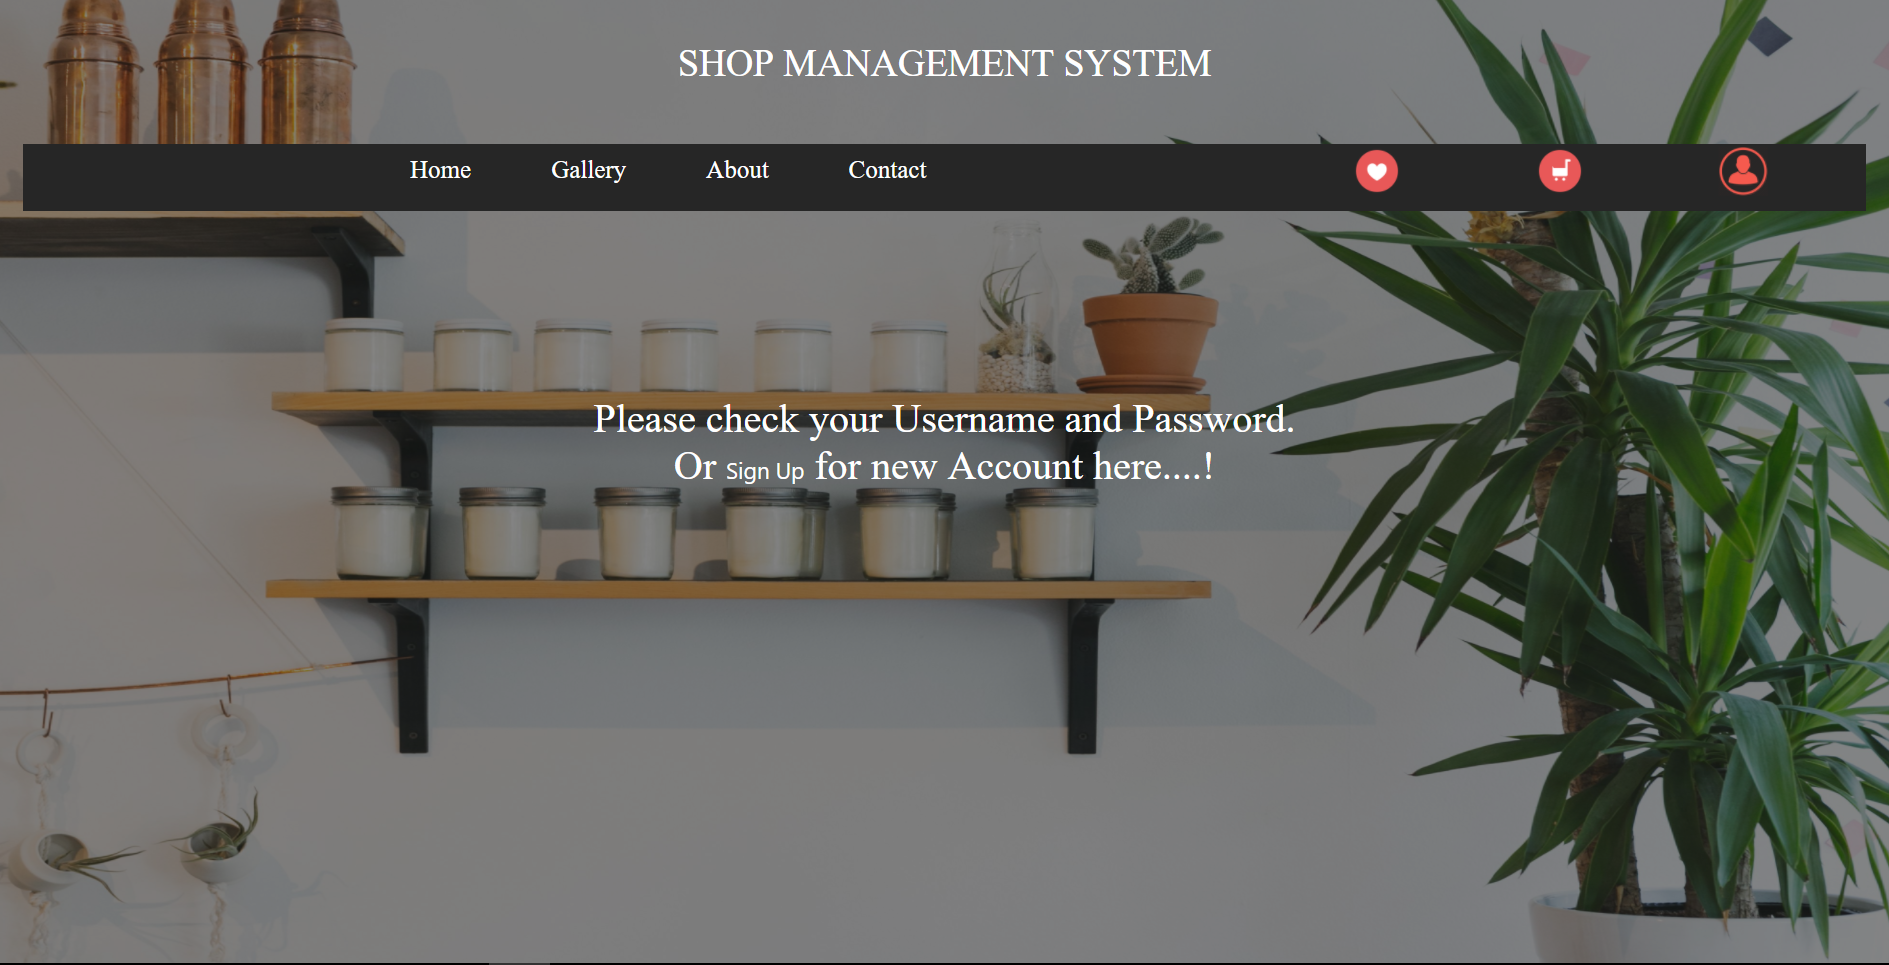 SHOP MANAGEMENT SYSTEM
Home Gallery About Contact
Please check your Username and Password.
Or Sign Up for new Account here....!